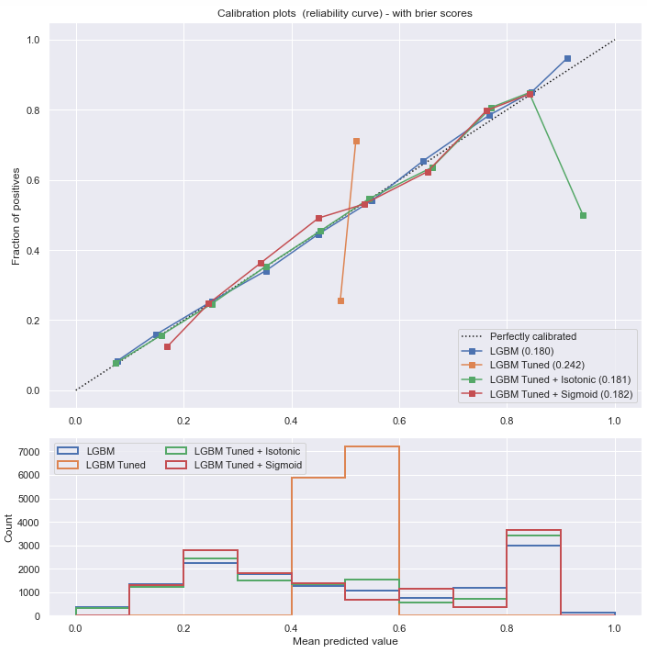 Calibration plots (reliability curve) - with brier scores
1.0
0.8
0.6
0.4
0.2
0.0
Fraction of positives
Perfectly calibrated
LGBM (0.180)
LGBM Tuned (0.242)
LGBM Tuned + Isotonic (0.181)
LGBM Tuned + Sigmoid (0.182)
0.0 0.2 0.4 0.6 0.8 1.0
LGBM LGBM Tuned + Isotonic
LGBM Tuned LGBM Tuned + Sigmoid
7000
6000
5000
4000
3000
2000
1000
0
Count
0.0 0.2 0.4 0.6 0.8 1.0
Mean predicted value